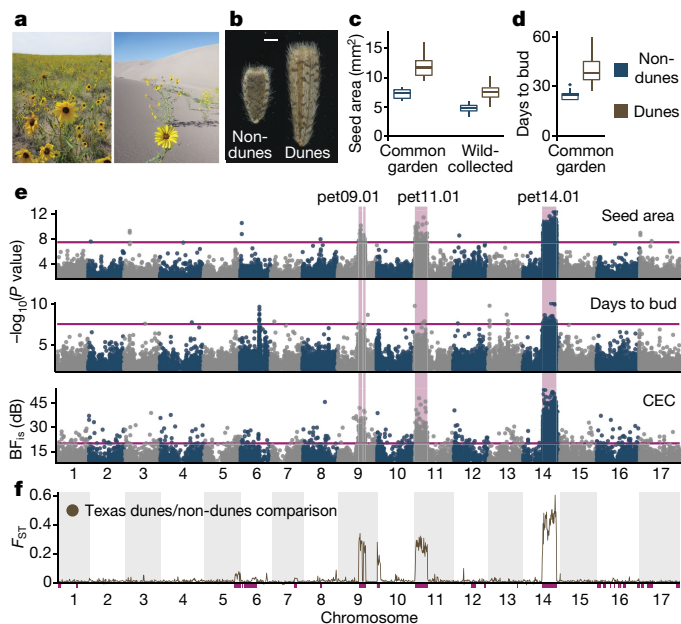 a
b
Non-
dunes
Dunes
c
Seed area (mm²)
15
10
5
0
Common
garden
Wild-
collected
d
Days to bud
60
30
0
Common
garden
Non-
dunes
Dunes
e
pet09.01
pet11.01
pet14.01
–log₁₀(P value)
12
8
4
Seed area
10
5
Days to bud
BFᵢₛ (dB)
45
30
15
CEC
1 2 3 4 5 6 7 8 9 10 11 12 13 14 15 16 17
f
FST
0.6
0.4
0.2
0
Texas dunes/non-dunes comparison
1 2 3 4 5 6 7 8 9 10 11 12 13 14 15 16 17
Chromosome